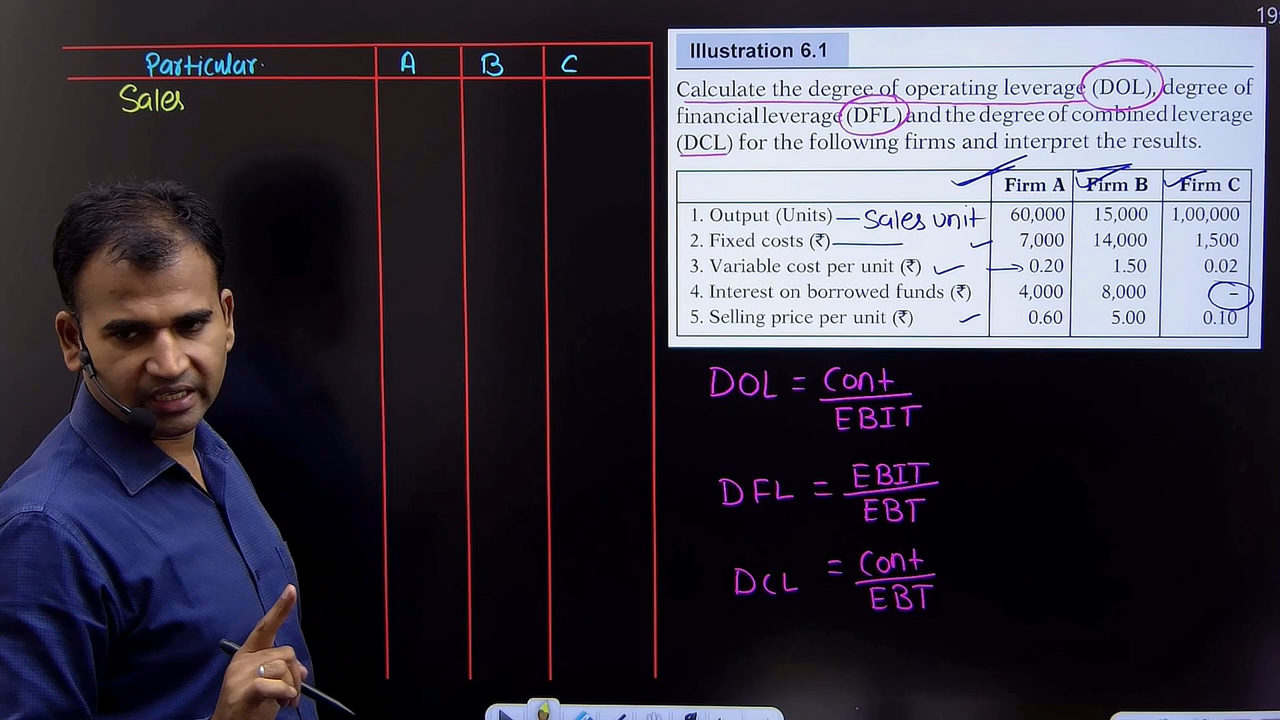 19:
Particular. A B C
Sales
Illustration 6.1
Calculate the degree of operating leverage (DOL), degree of
financial leverage (DFL) and the degree of combined leverage
(DCL) for the following firms and interpret the results.
Firm A Firm B Firm C
1. Output (Units) — Sales unit 60,000 15,000 1,00,000
2. Fixed costs (₹) 7,000 14,000 1,500
3. Variable cost per unit (₹) 0.20 1.50 0.02
4. Interest on borrowed funds (₹) 4,000 8,000 –
5. Selling price per unit (₹) 0.60 5.00 0.10
DOL = Cont
EBIT
DFL = EBIT
EBT
DCL = Cont
EBT